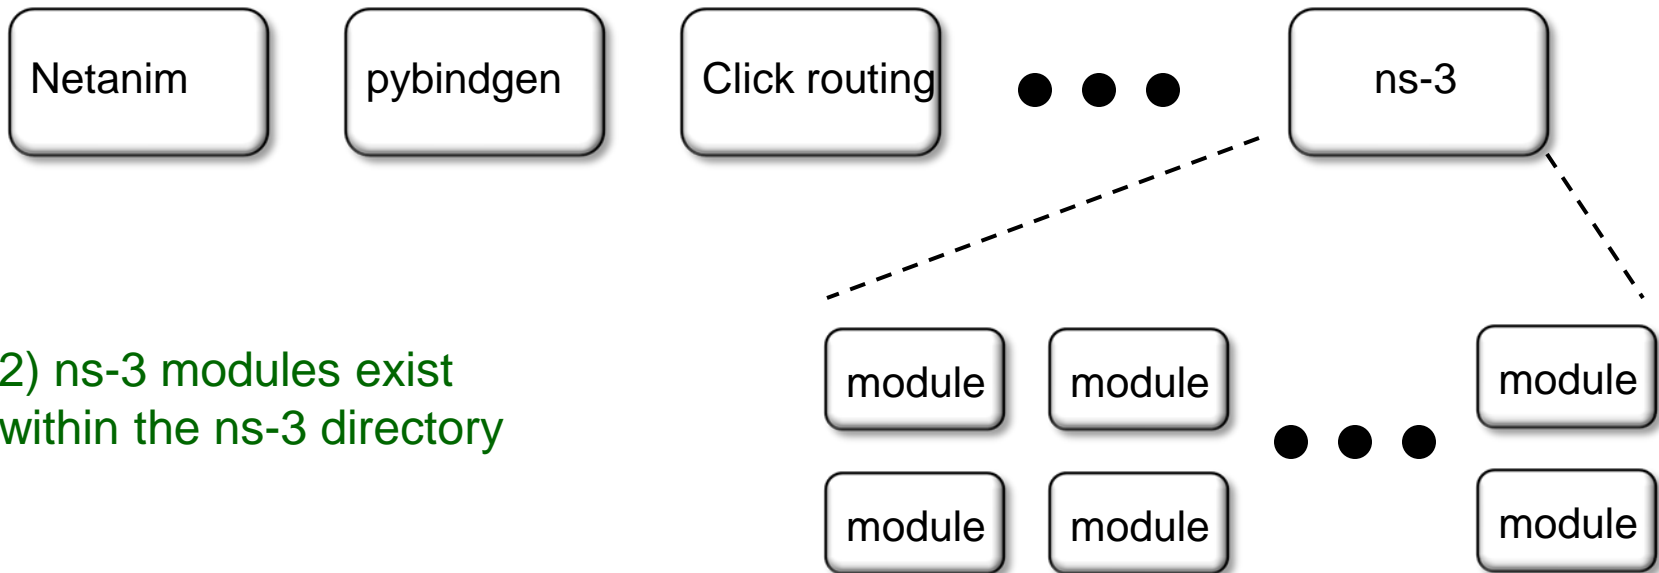 Netanim pybindgen Click routing ns-3
2) ns-3 modules exist
within the ns-3 directory
module module module
module module module